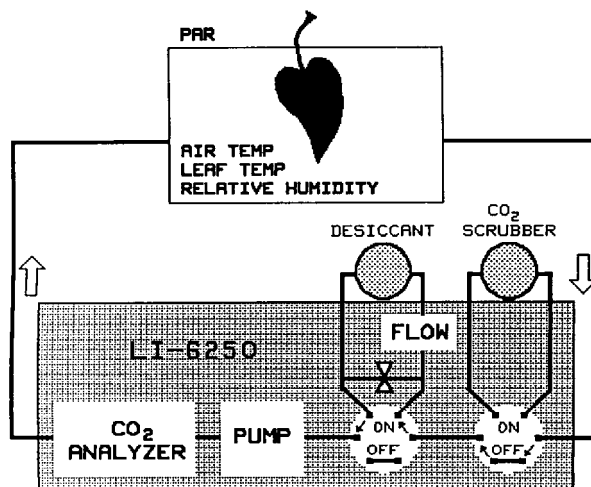 PAR
AIR TEMP
LEAF TEMP
RELATIVE HUMIDITY
DESICCANT
CO2
SCRUBBER
FLOW
LI-6250
CO2
ANALYZER
PUMP
ON
OFF
ON
OFF